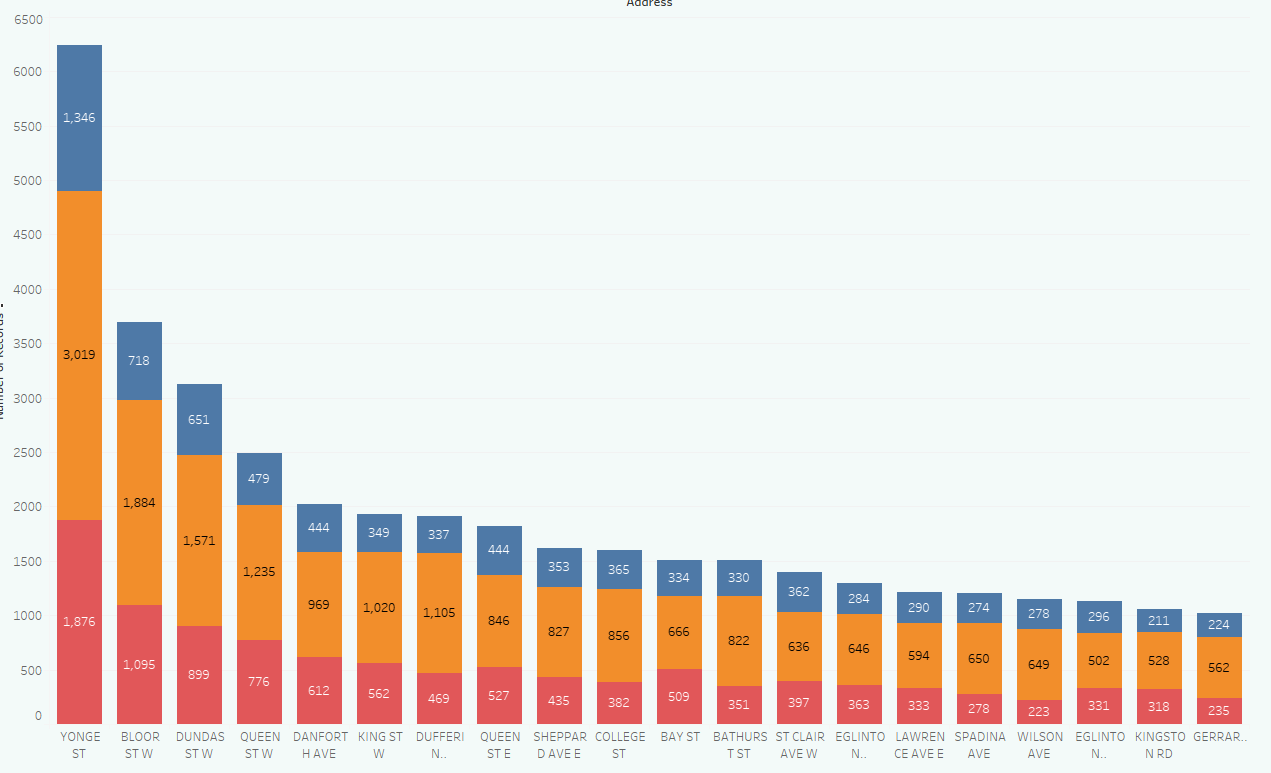 Address
6500
6000
5500
5000
4500
4000
3500
3000
2500
2000
1500
1000
500
0
1,346
3,019
1,876
718
1,884
1,095
651
1,571
899
479
1,235
776
444
969
612
349
1,020
562
337
1,105
469
444
846
527
353
827
435
365
856
382
334
666
509
330
822
351
362
636
397
284
646
363
290
594
333
274
650
278
278
649
223
296
502
331
211
528
318
224
562
235
YONGE
ST
BLOOR
ST W
DUNDAS
ST W
QUEEN
ST W
DANFORT
H AVE
KING ST
W
DUFFERI
N..
QUEEN
ST E
SHEPPAR
D AVE E
COLLEGE
ST
BAY ST
BATHURS
T ST
ST CLAIR
AVE W
EGLINTO
N..
LAWREN
CE AVE E
SPADINA
AVE
WILSON
AVE
EGLINTO
N..
KINGSTO
N RD
GERRAR..